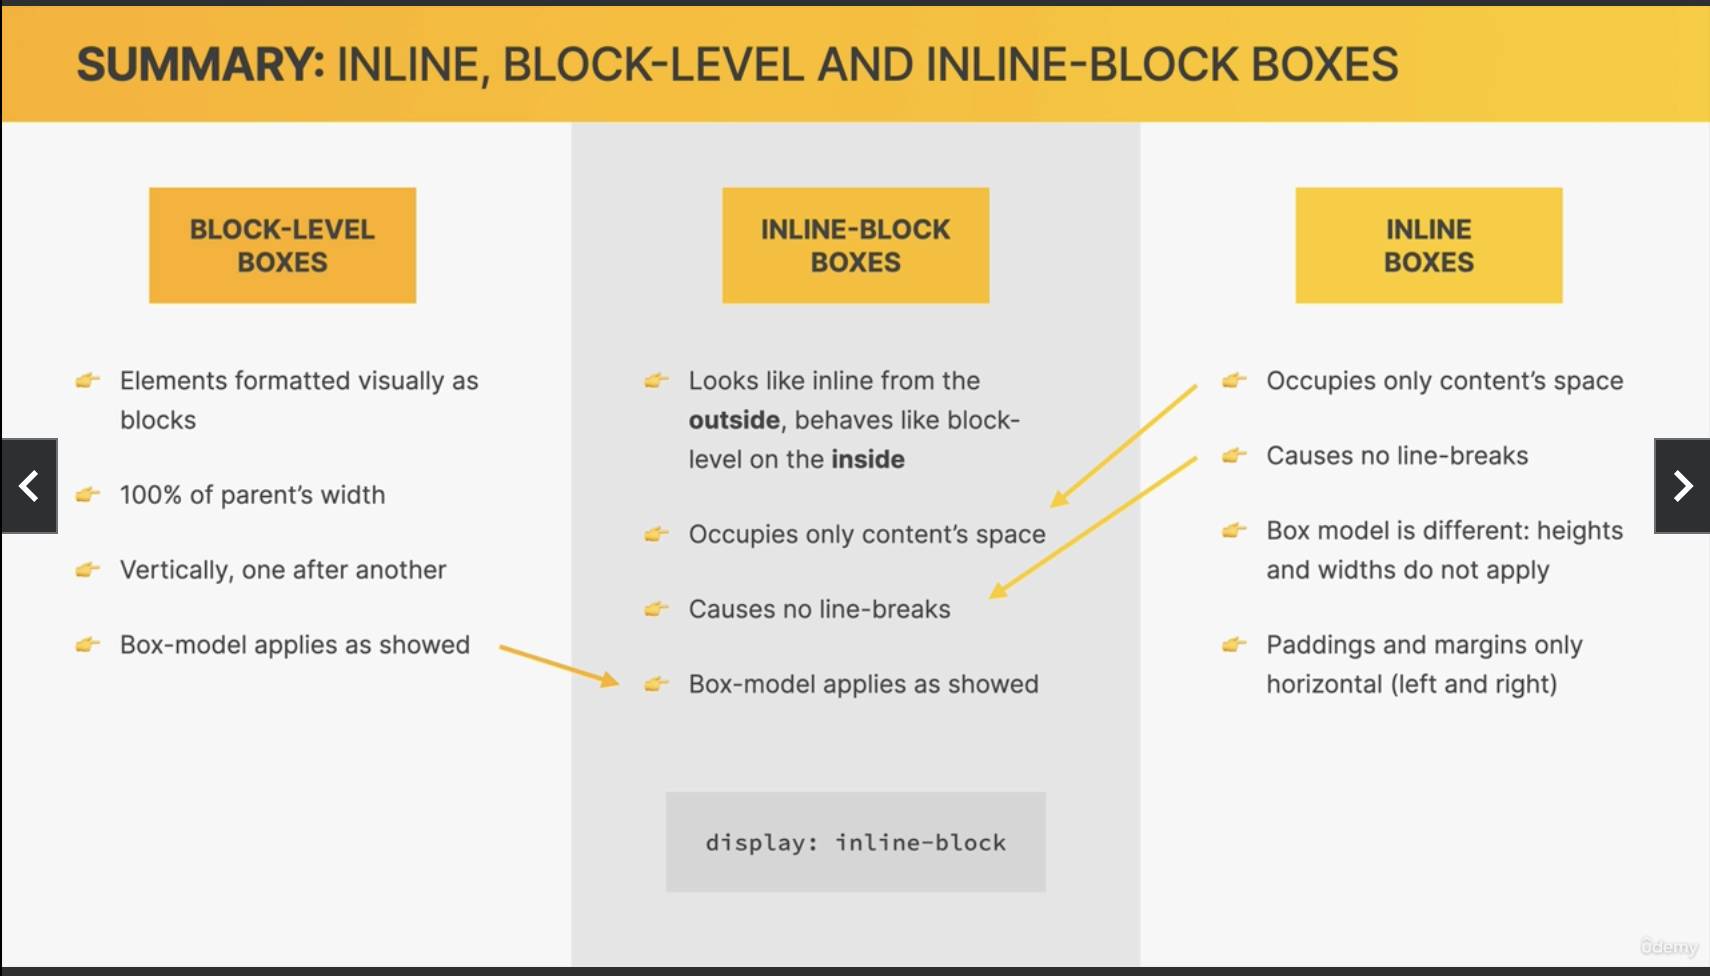 SUMMARY: INLINE, BLOCK-LEVEL AND INLINE-BLOCK BOXES
BLOCK-LEVEL
BOXES
Elements formatted visually as
blocks
100% of parent’s width
Vertically, one after another
Box-model applies as showed
INLINE-BLOCK
BOXES
Looks like inline from the
outside, behaves like block-
level on the inside
Occupies only content’s space
Causes no line-breaks
Box-model applies as showed
display: inline-block
INLINE
BOXES
Occupies only content’s space
Causes no line-breaks
Box model is different: heights
and widths do not apply
Paddings and margins only
horizontal (left and right)
ûdemy